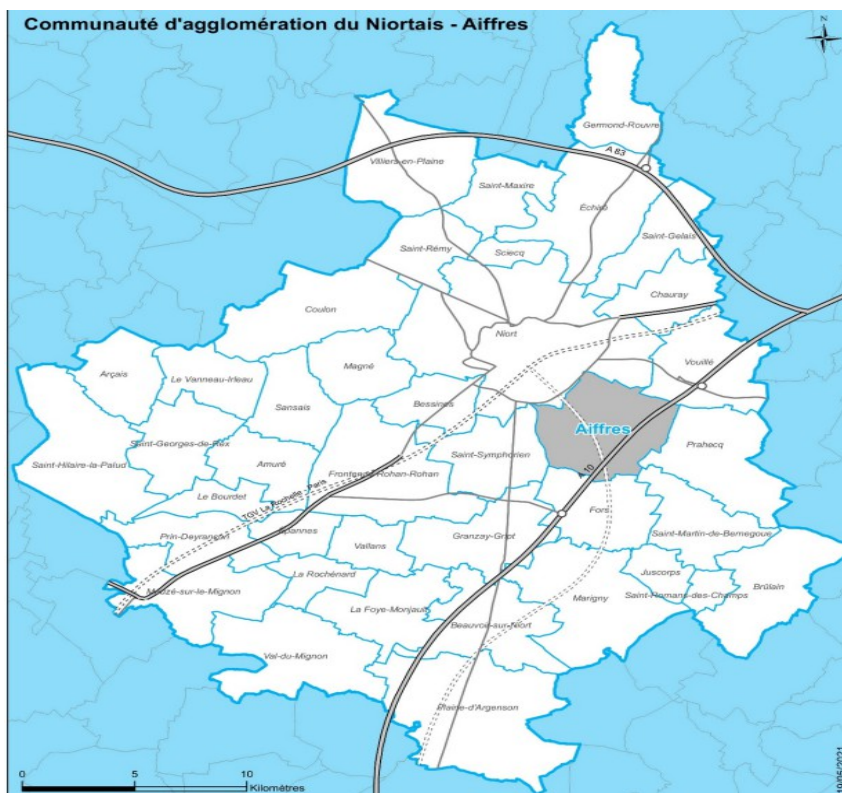 Communauté d'agglomération du Niortais - Aiffres
N
Germond-Rouvre
A 83
Villiers-en-Plaine
Saint-Maxire
Échiré
Saint-Gelais
Saint-Rémy
Sciecq
Chauray
Coulon
Niort
Vouillé
Magné
Arçais
Le Vanneau-Irleau
Bessines
Sansais
Aiffres
Saint-Georges-de-Rex
Prahecq
Saint-Hilaire-la-Palud
Amuré
Saint-Symphorien
Frontenay-Rohan-Rohan
A 10
Le Bourdet
TGV La Rochelle - Paris
Fors
Prin-Deyrançon
Épannes
Granzay-Gript
Saint-Martin-de-Bernegoue
Vallans
La Rochénard
Juscorps
Mauzé-sur-le-Mignon
Marigny
Saint-Romans-des-Champs
Brûlain
La Foye-Monjault
Beauvoir-sur-Niort
Val-du-Mignon
Plaine-d'Argenson
0 5 10
Kilomètres